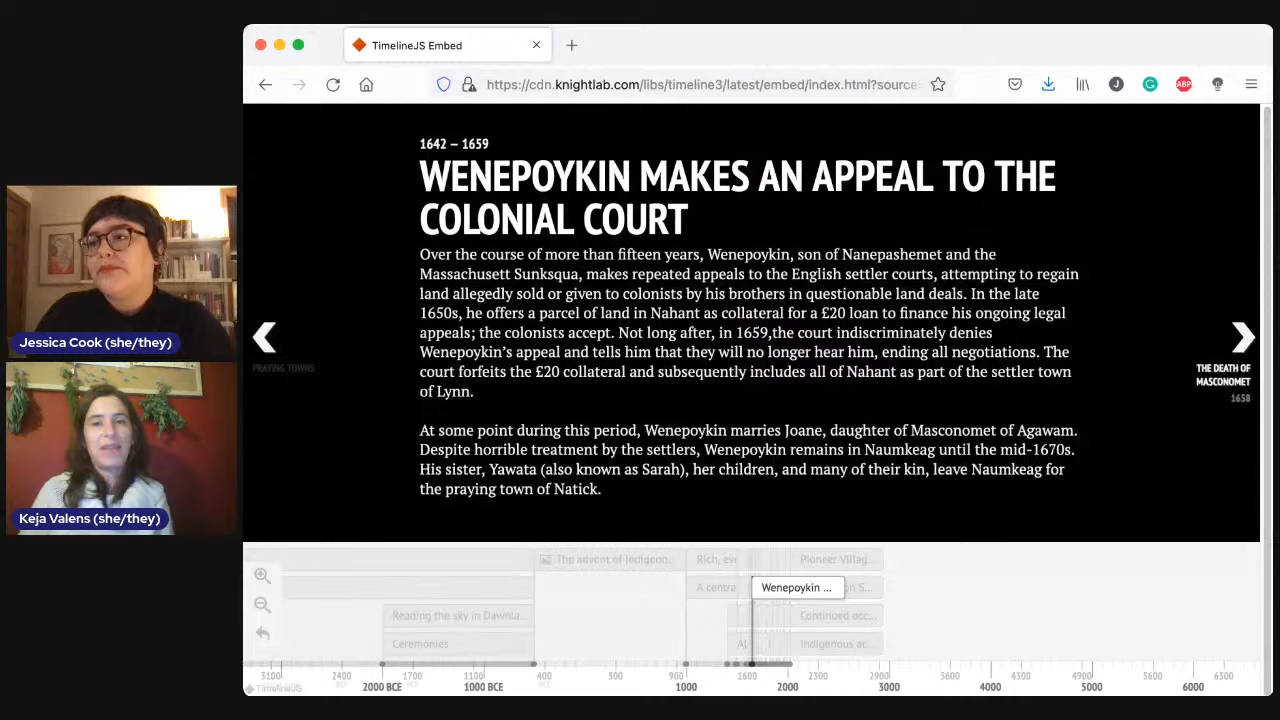 TimelineJS Embed
https://cdn.knightlab.com/libs/timeline3/latest/embed/index.html?source=
J
ABP
1642 – 1659
WENEPOYKIN MAKES AN APPEAL TO THE
COLONIAL COURT
Over the course of more than fifteen years, Wenepoykin, son of Nanepashemet and the
Massachusett Sunksqua, makes repeated appeals to the English settler courts, attempting to regain
land allegedly sold or given to colonists by his brothers in questionable land deals. In the late
1650s, he offers a parcel of land in Nahant as collateral for a £20 loan to finance his ongoing legal
appeals; the colonists accept. Not long after, in 1659,the court indiscriminately denies
Wenepoykin's appeal and tells him that they will no longer hear him, ending all negotiations. The
court forfeits the £20 collateral and subsequently includes all of Nahant as part of the settler town
of Lynn.
At some point during this period, Wenepoykin marries Joane, daughter of Masconomet of Agawam.
Despite horrible treatment by the settlers, Wenepoykin remains in Naumkeag until the mid-1670s.
His sister, Yawata (also known as Sarah), her children, and many of their kin, leave Naumkeag for
the praying town of Natick.
PRAYING TOWNS
THE DEATH OF
MASCONOMET
1658
Jessica Cook (she/they)
Keja Valens (she/they)
The advent of Indigeno... Rich, eve Pioneer Villag...
A centra Wenepoykin ... on S...
Reading the sky in Dawnla... Continued occ...
Ceremonies Al Indigenous ac...
3100 2400 1700 1100 400 500 900 1600 2300 2900 3600 4300 4900 5600 6300
BCE BCE
2000 BCE 1000 BCE 1000 2000 3000 4000 5000 6000
TimelineJS